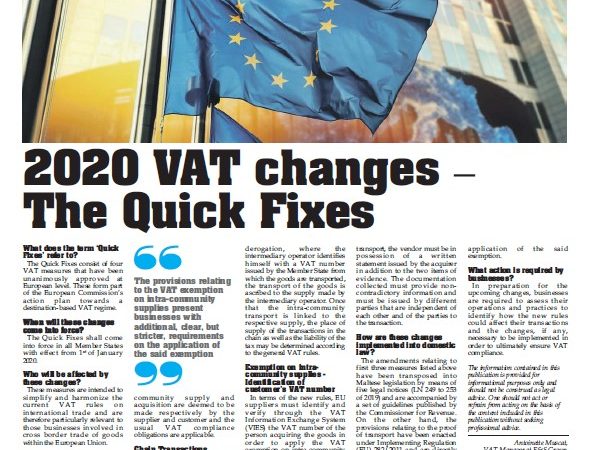 2020 VAT changes –
The Quick Fixes
What does the term 'Quick
Fixes' refer to?
The Quick Fixes consist of four
VAT measures that have been
unanimously approved at
European level. These form part
of the European Commission's
action plan towards a
destination-based VAT regime.
When will these changes
come into force?
The Quick Fixes shall come
into force in all Member States
with effect from 1st of January
2020.
Who will be affected by
these changes?
These measures are intended to
simplify and harmonize the
current VAT rules on
international trade and are
therefore particularly relevant to
those businesses involved in
cross border trade of goods
within the European Union.
“
The provisions relating
to the VAT exemption
on intra-community
supplies present
businesses with
additional, clear, but
stricter, requirements
on the application of
the said exemption
”
community supply and
acquisition are deemed to be
made respectively by the
supplier and customer and the
usual VAT compliance
obligations are applicable.
Chain Transactions
derogation, where the
intermediary operator identifies
himself with a VAT number
issued by the Member State from
which the goods are transported,
the transport of the goods is
ascribed to the supply made by
the intermediary operator. Once
that the intra-community
transport is linked to the
respective supply, the place of
supply of the transactions in the
chain as well as the liability of the
tax may be determined according
to the general VAT rules.
Exemption on intra-
community supplies -
Identification of
customer's VAT number
In terms of the new rules, EU
suppliers must identify and
verify through the VAT
Information Exchange System
(VIES) the VAT number of the
person acquiring the goods in
order to apply the VAT
exemption on intra-community
transport, the vendor must be in
possession of a written
statement issued by the acquirer
in addition to the two items of
evidence. The documentation
collected must provide non-
contradictory information and
must be issued by different
parties that are independent of
each other and of the parties to
the transaction.
How are these changes
implemented into domestic
law?
The amendments relating to
first three measures listed above
have been transposed into
Maltese legislation by means of
five legal notices (LN 249 to 253
of 2019) and are accompanied by
a set of guidelines published by
the Commissioner for Revenue.
On the other hand, the
provisions relating to the proof
of transport have been enacted
under Implementing Regulation
(EU) 282/2011 and are directly
application of the said
exemption.
What action is required by
businesses?
In preparation for the
upcoming changes, businesses
are required to assess their
operations and practices to
identify how the new rules
could affect their transactions
and the changes, if any,
necessary to be implemented in
order to ultimately ensure VAT
compliance.
The information contained in this
publication is provided for
informational purposes only and
should not be construed as legal
advice. One should not act or
refrain from acting on the basis of
the content included in this
publication without seeking
professional advice.
Antoinette Muscat,
VAT Manager at